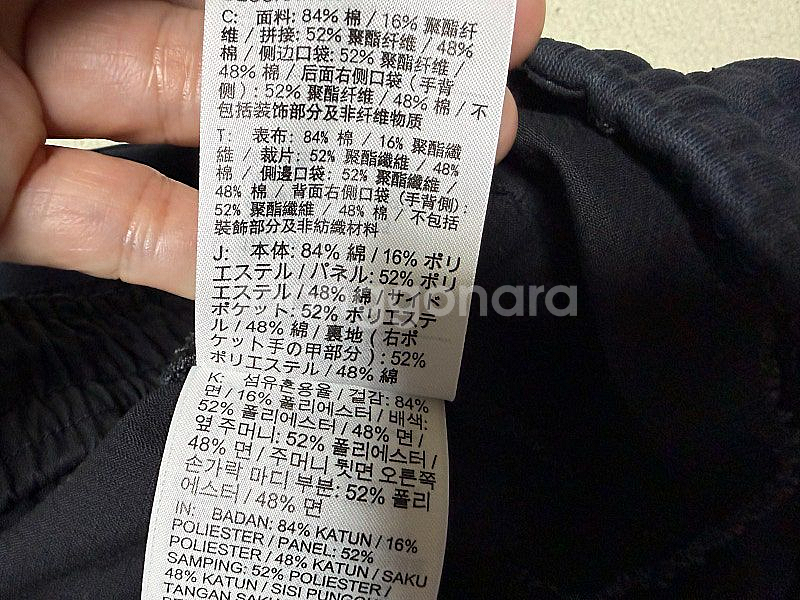 C: 面料: 84% 棉 / 16% 聚酯纤
维 / 拼接: 52% 聚酯纤维 / 48%
棉 / 侧边口袋: 52% 聚酯纤维 /
48% 棉 / 后面右侧口袋 (手背
侧) : 52% 聚酯纤维 / 48% 棉 / 不
包括装饰部分及非纤维物质
T: 表布: 84% 棉 / 16% 聚酯纖
維 / 裁片: 52% 聚酯纖維 / 48%
棉 / 側邊口袋: 52% 聚酯纖維 /
48% 棉 / 背面右側口袋 (手背側):
52% 聚酯纖維 / 48% 棉 / 不包括
裝飾部分及非紡織材料
J: 本体: 84% 綿 / 16% ポリ
エステル / パネル: 52% ポリ
エステル / 48% 綿 / サイド
ポケット: 52% ポリエステ
ル / 48% 綿 / 裏地 ( 右ポ
ケット手の甲部分 ) : 52%
ポリエステル / 48% 綿
K: 섬유혼용율 / 겉감: 84%
면 / 16% 폴리에스터 / 배색:
52% 폴리에스터 / 48% 면 /
옆 주머니: 52% 폴리에스터 /
48% 면 / 주머니 뒷면 오른쪽
손가락 마디 부분: 52% 폴리
에스터 / 48% 면
IN: BADAN: 84% KATUN / 16%
POLIESTER / PANEL: 52%
POLIESTER / 48% KATUN / SAKU
SAMPING: 52% POLIESTER /
48% KATUN / SISI PUNGGU
TANGAN SAKU